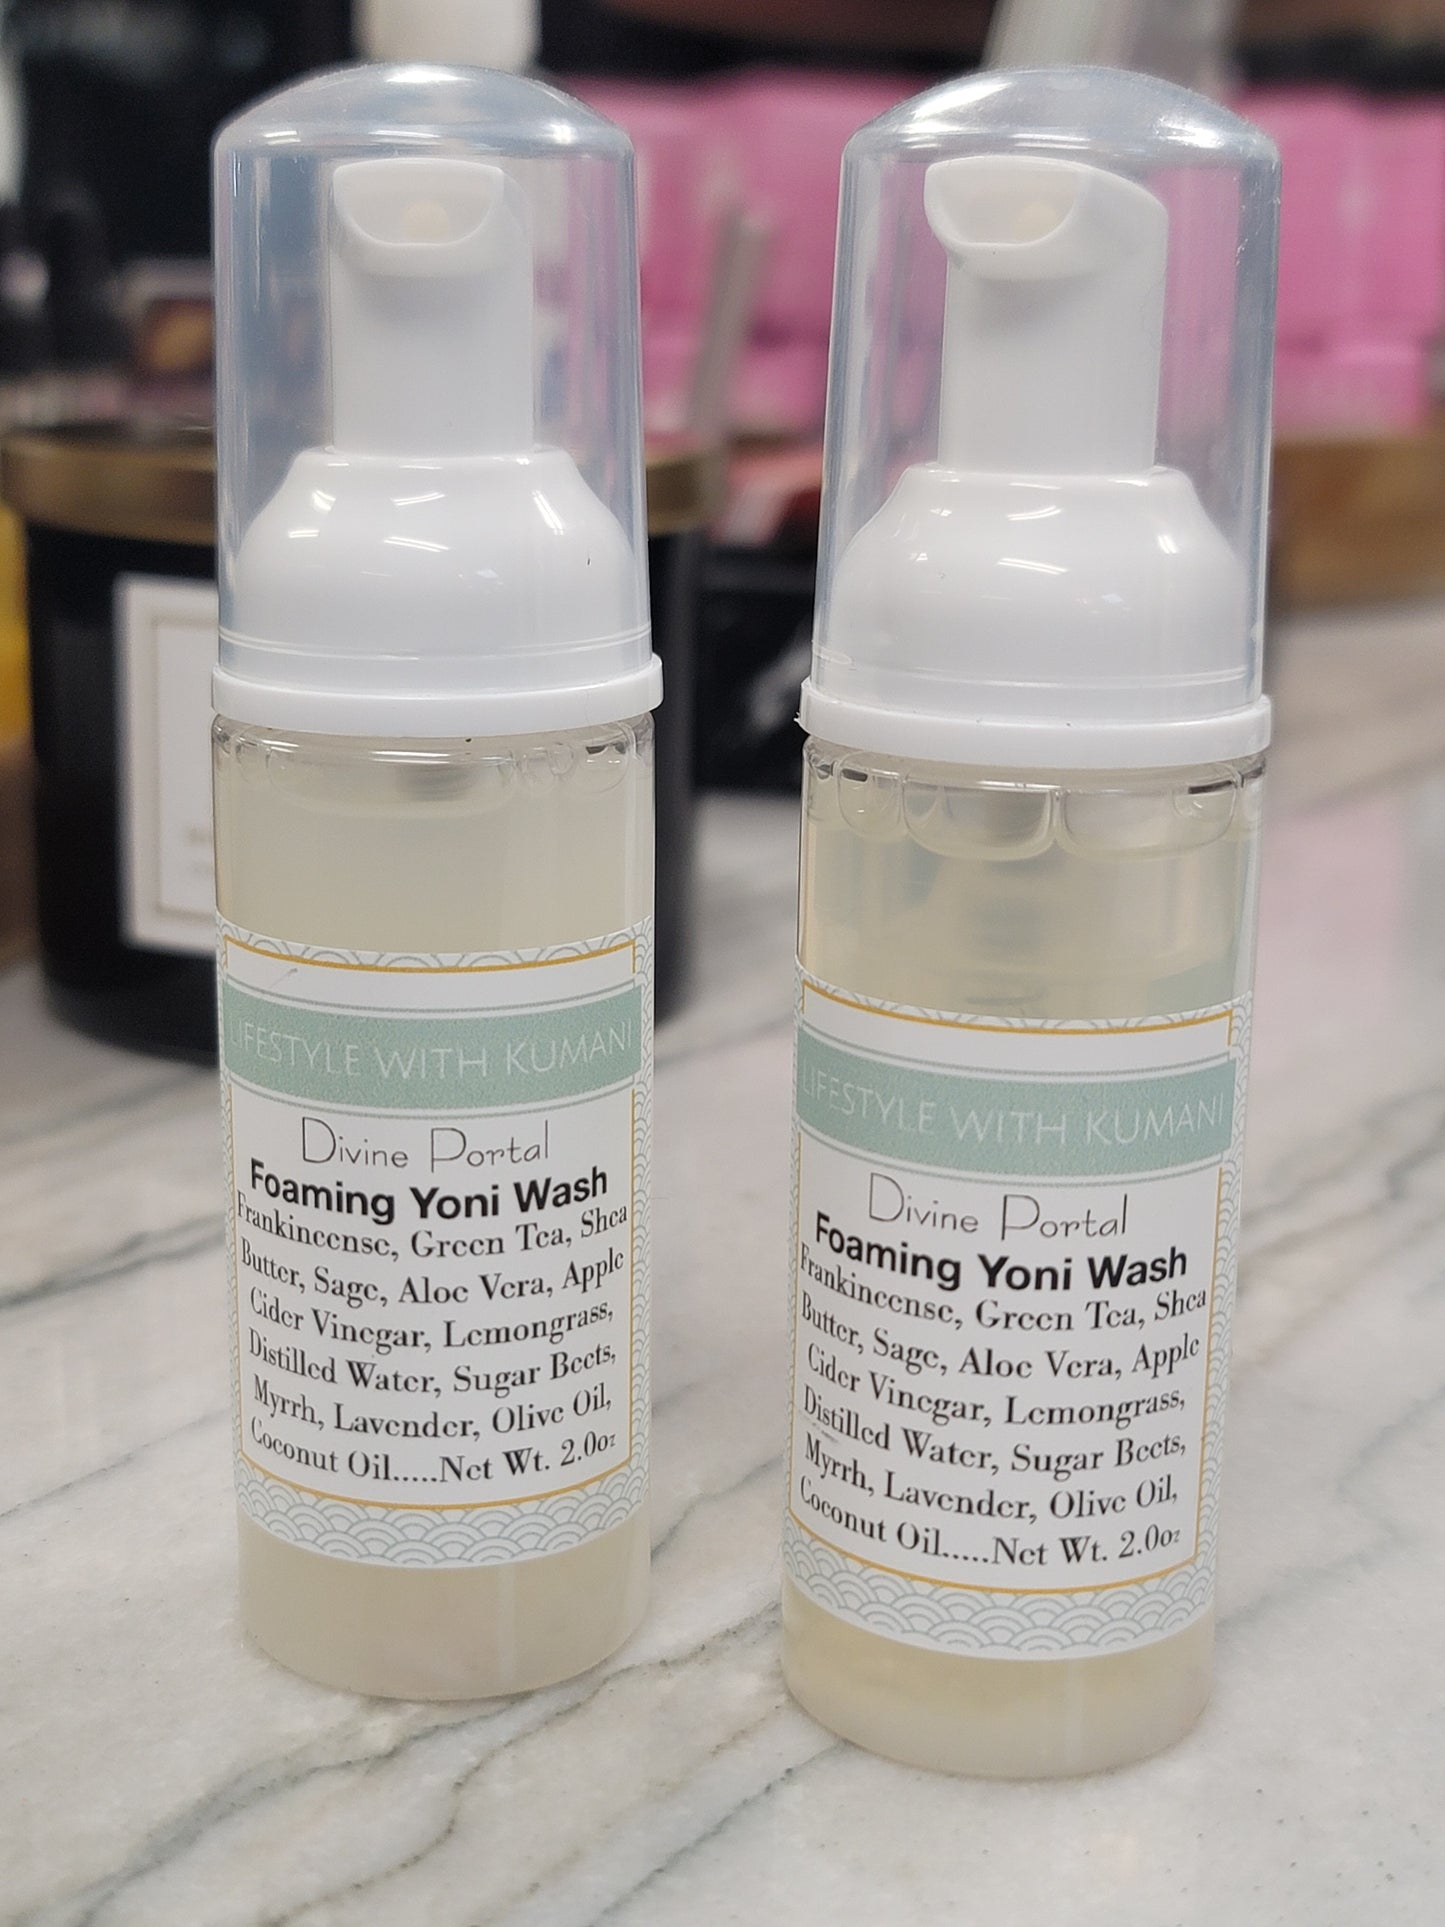 LIFESTYLE WITH KUMANI
Divine Portal
Foaming Yoni Wash
Frankincense, Green Tea, Shea
Butter, Sage, Aloe Vera, Apple
Cider Vinegar, Lemongrass,
Distilled Water, Sugar Beets,
Myrrh, Lavender, Olive Oil,
Coconut Oil.....Net Wt. 2.0oz
LIFESTYLE WITH KUMANI
Divine Portal
Foaming Yoni Wash
Frankincense, Green Tea, Shea
Butter, Sage, Aloe Vera, Apple
Cider Vinegar, Lemongrass,
Distilled Water, Sugar Beets,
Myrrh, Lavender, Olive Oil,
Coconut Oil.....Net Wt. 2.0oz